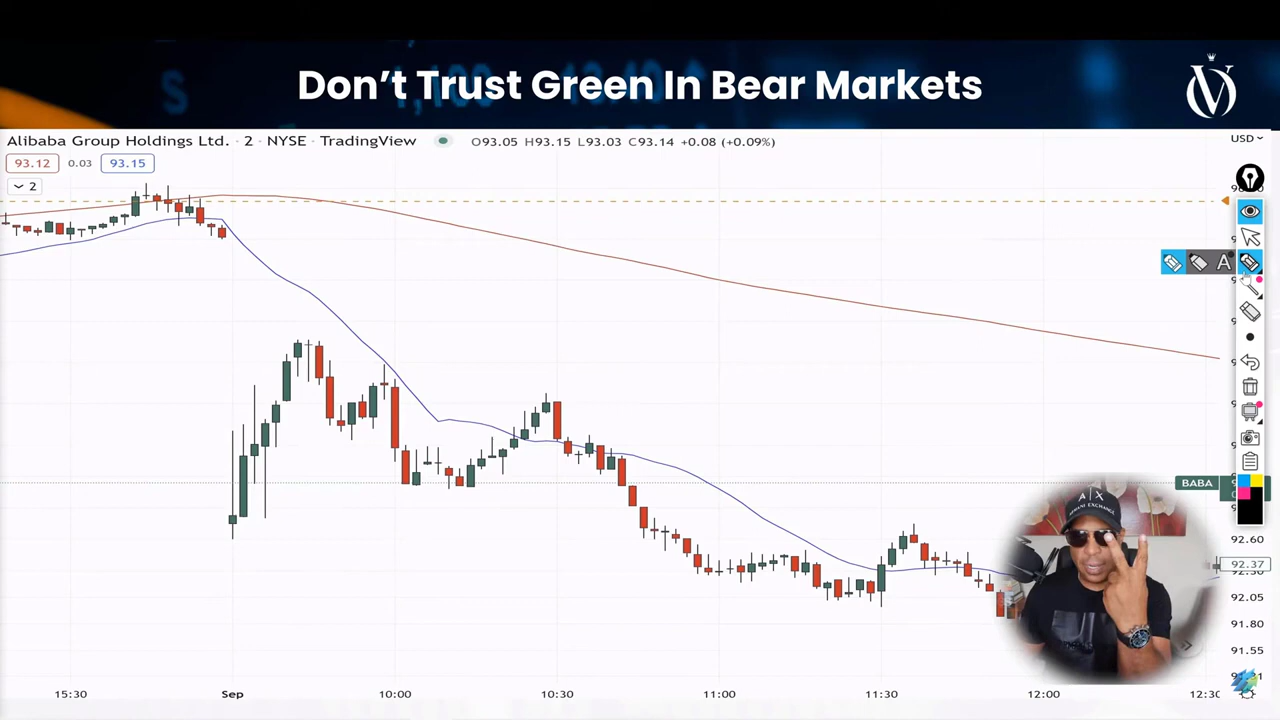 Don't Trust Green In Bear Markets
Alibaba Group Holdings Ltd. · 2 · NYSE · TradingView
O93.05 H93.15 L93.03 C93.14 +0.08 (+0.09%)
USD
93.12 0.03 93.15
2
A
BABA
A|X
ARMANI EXCHANGE
92.60
92.37
92.05
91.80
91.55
15:30 Sep 10:00 10:30 11:00 11:30 12:00 12:30